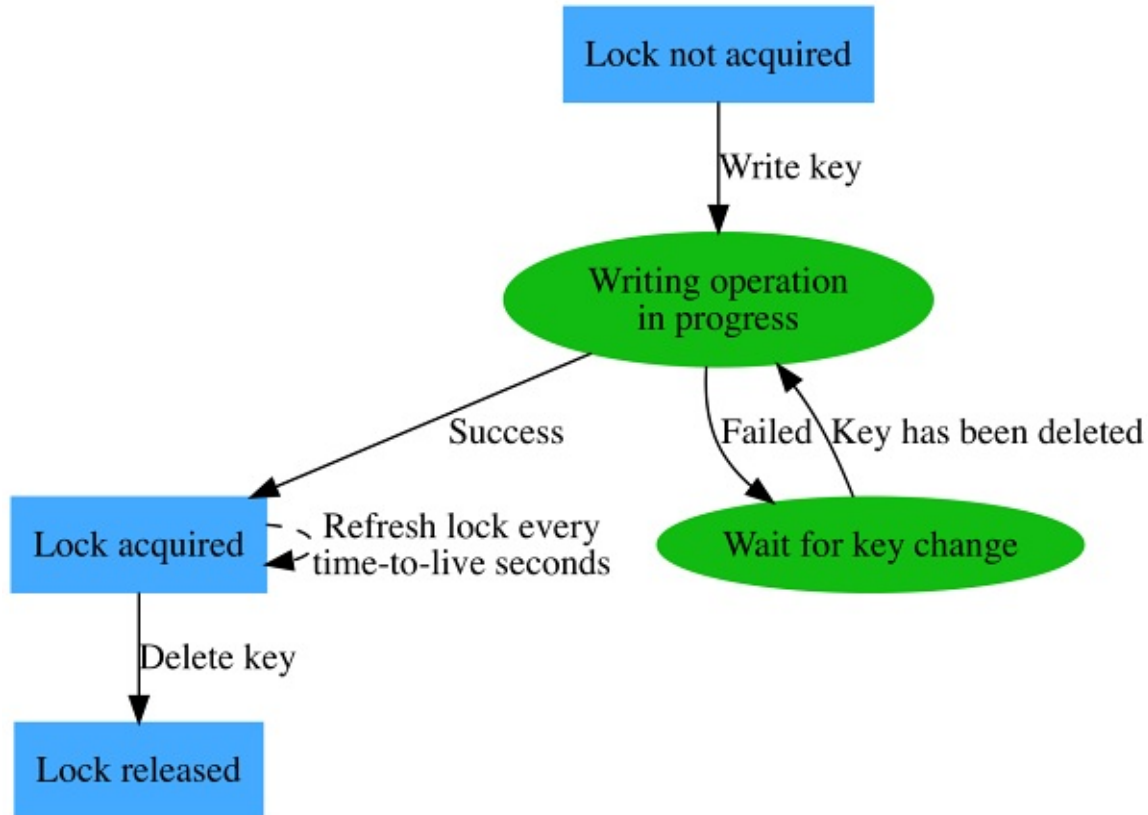 Lock not acquired
Write key
Writing operation
in progress
Success
Failed
Key has been deleted
Lock acquired
Refresh lock every
time-to-live seconds
Wait for key change
Delete key
Lock released